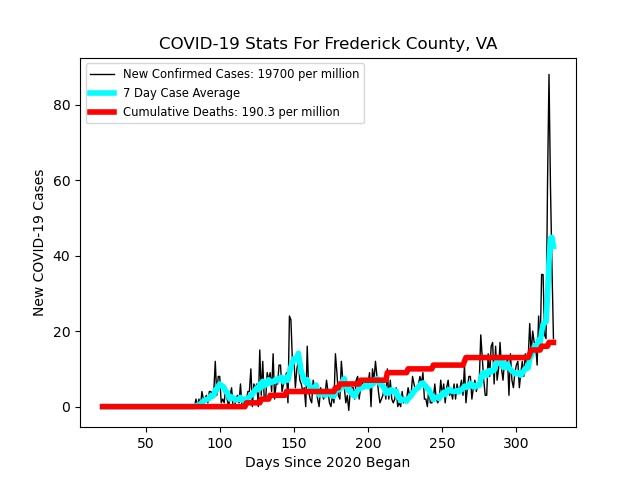 COVID-19 Stats For Frederick County, VA
New Confirmed Cases: 19700 per million
7 Day Case Average
Cumulative Deaths: 190.3 per million
New COVID-19 Cases
80
60
40
20
0
50 100 150 200 250 300
Days Since 2020 Began